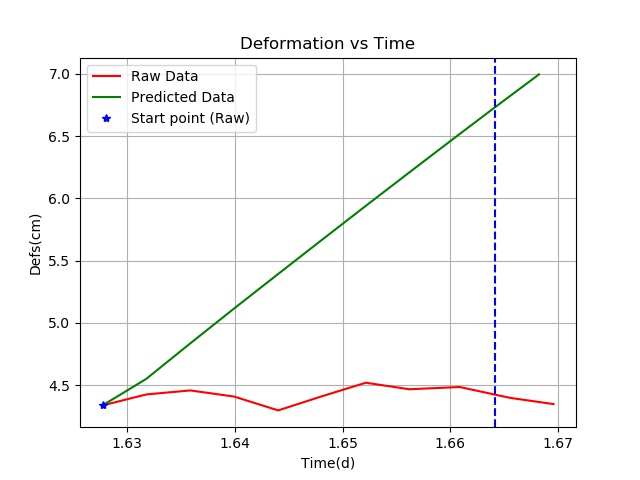 Deformation vs Time
Raw Data
Predicted Data
Start point (Raw)
7.0
6.5
6.0
5.5
5.0
4.5
Defs(cm)
1.63 1.64 1.65 1.66 1.67
Time(d)